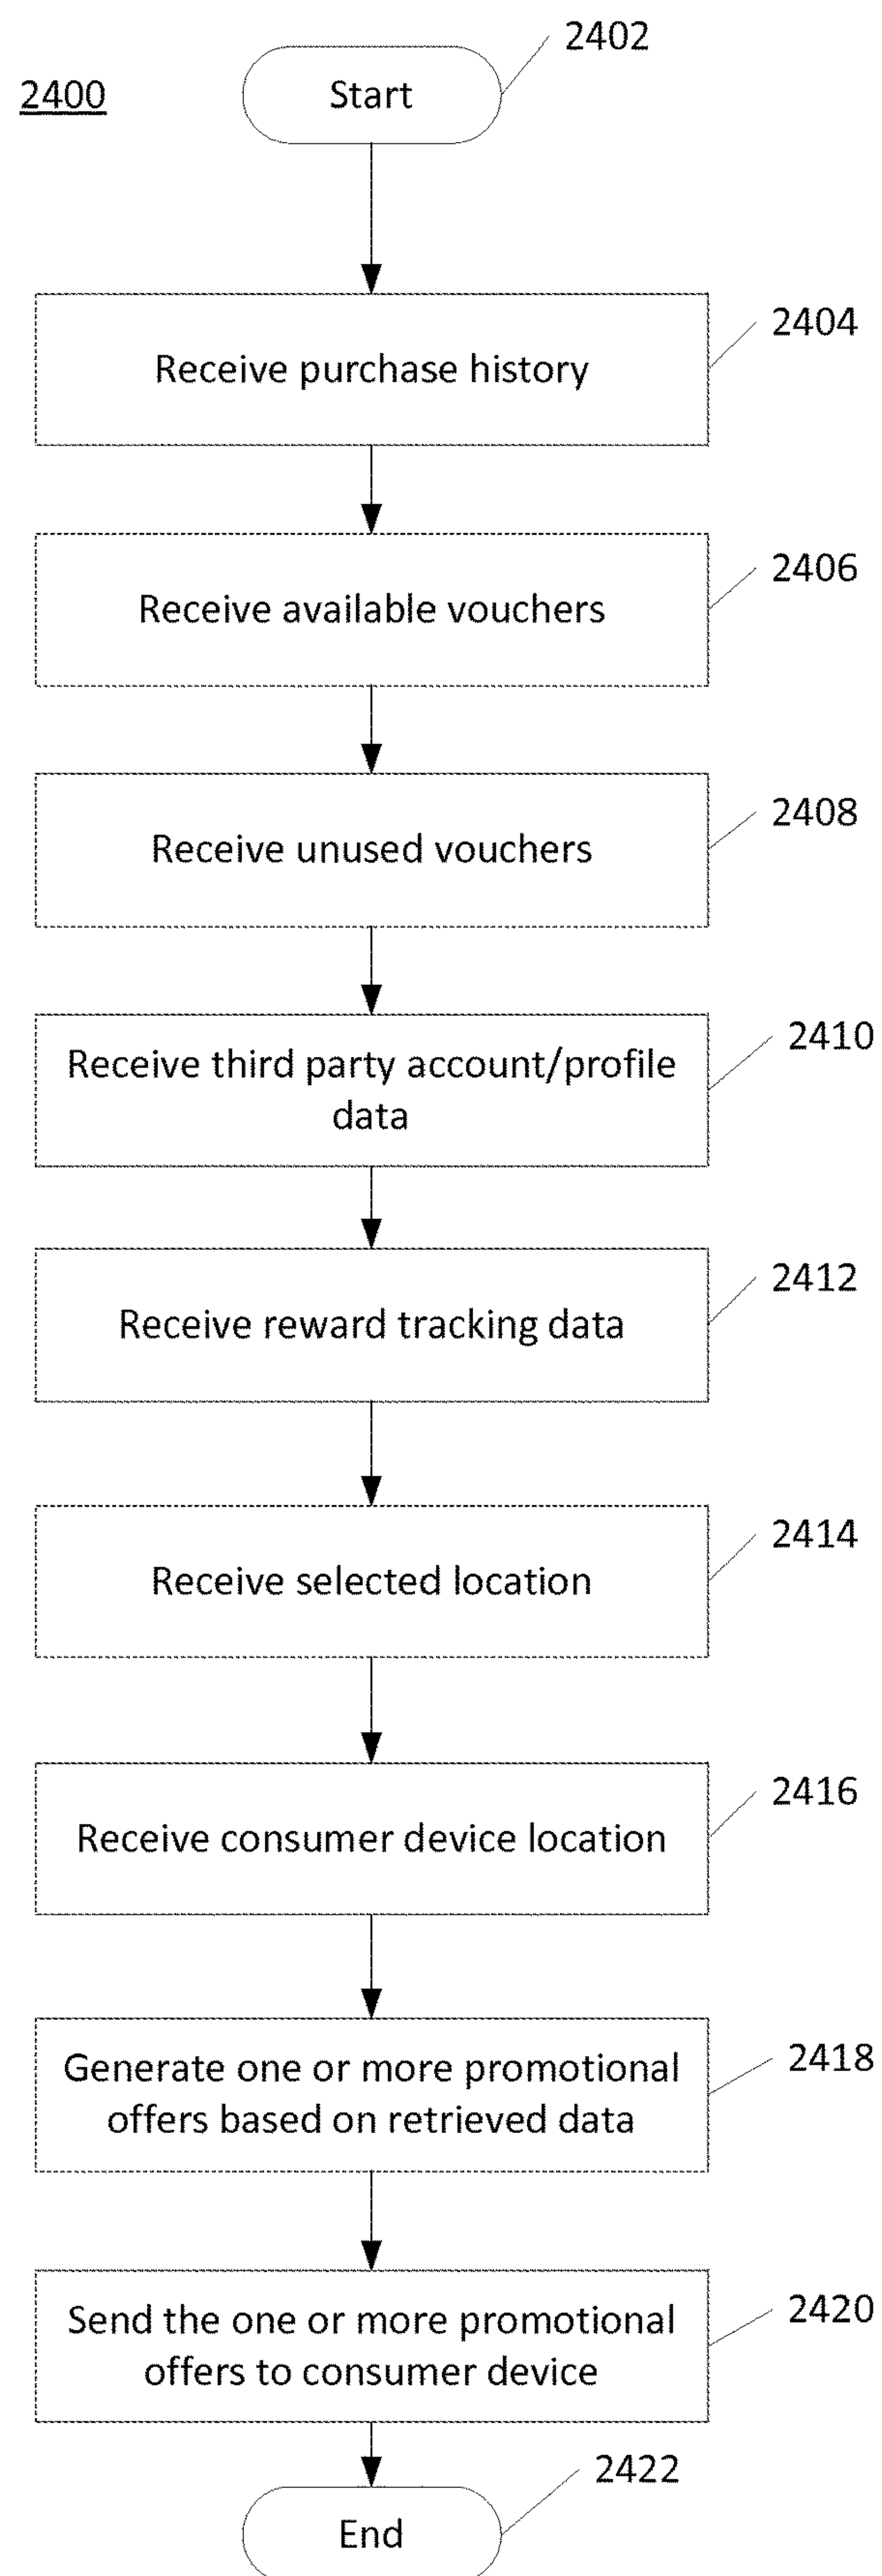 2402
2400
Start
2404
Receive purchase history
2406
Receive available vouchers
2408
Receive unused vouchers
2410
Receive third party account/profile
data
2412
Receive reward tracking data
2414
Receive selected location
2416
Receive consumer device location
2418
Generate one or more promotional
offers based on retrieved data
2420
Send the one or more promotional
offers to consumer device
2422
End